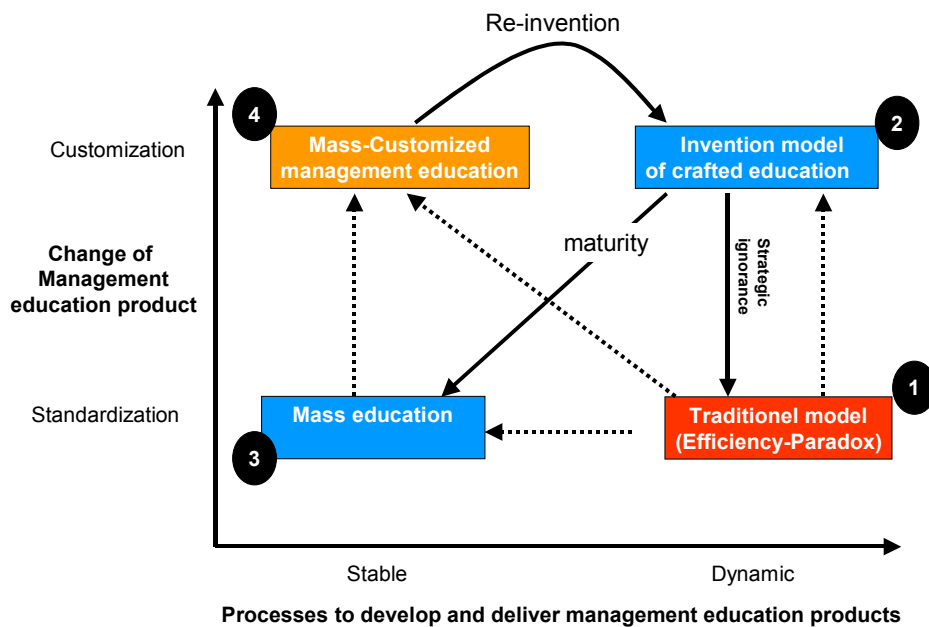 Re-invention
4
2
Customization
Mass-Customized
management education
Invention model
of crafted education
maturity
Strategic
ignorance
Change of
Management
education product
1
Standardization
Mass education
Traditionel model
(Efficiency-Paradox)
3
Stable
Dynamic
Processes to develop and deliver management education products